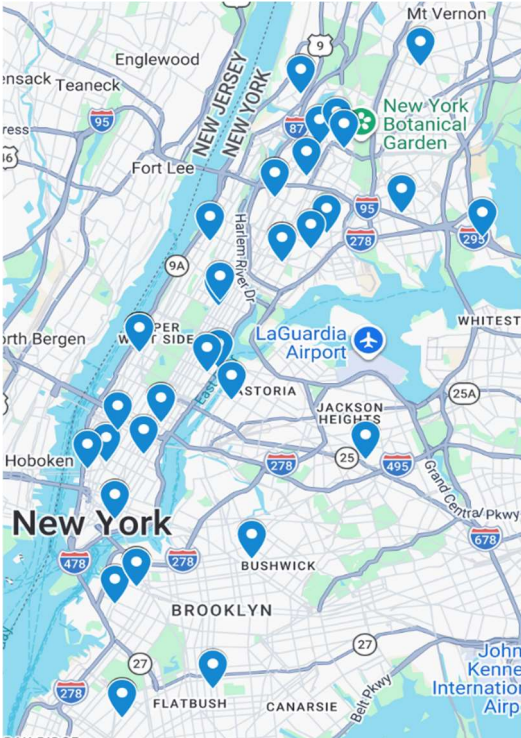 Mt Vernon
9
Englewood
ensack
Teaneck
NEW JERSEY
NEW YORK
95
87
New York
Botanical
Garden
ress
46
Fort Lee
95
278
295
Harlem River Dr
9A
WHITEST
LaGuardia
Airport
PER
W
T SIDE
orth Bergen
East
ASTORIA
25A
JACKSON
HEIGHTS
Hoboken
278
25
495
Grand Central Pkwy
New York
678
478
278
BUSHWICK
BROOKLYN
27
27
John
Kenne
Internatio
Airp
278
FLATBUSH
CANARSIE
Belt Pkwy